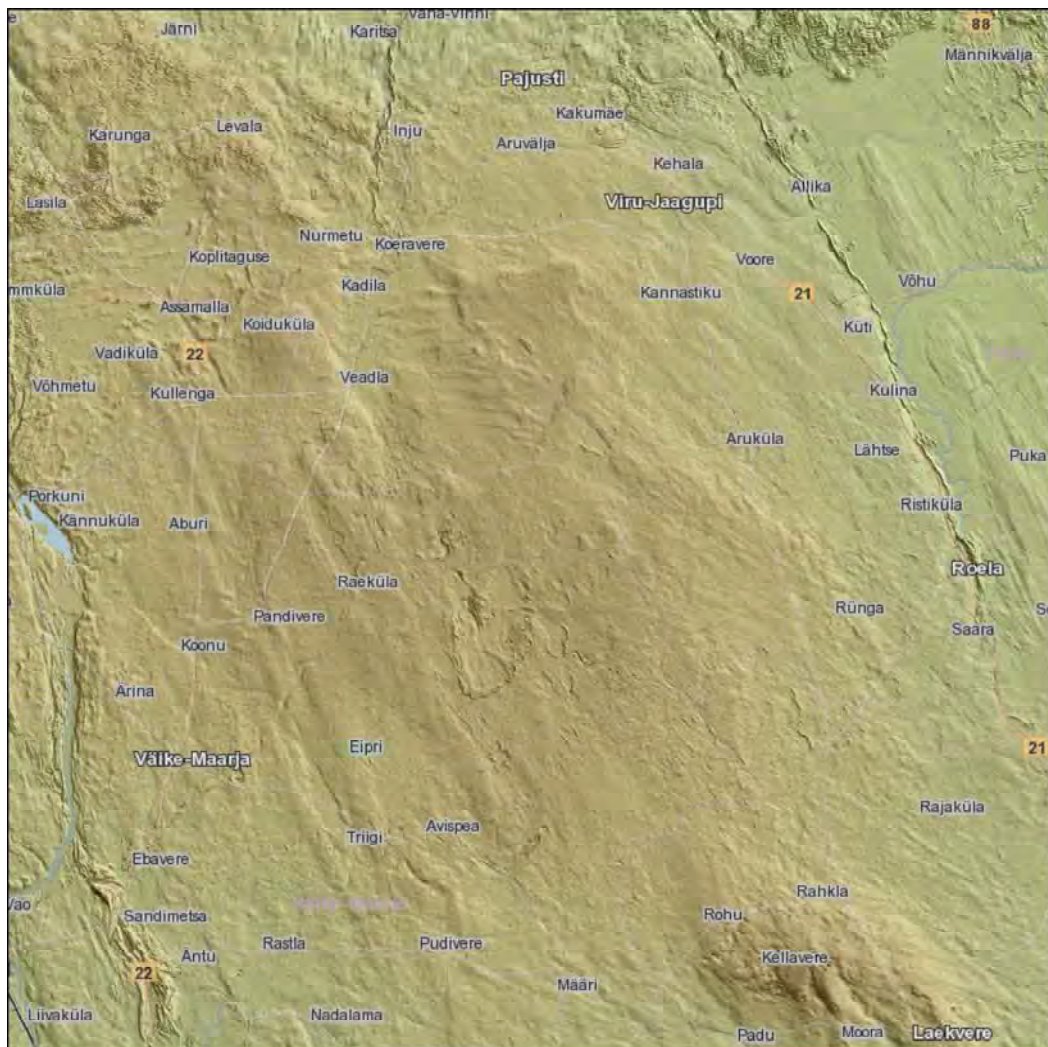 Järni
Karitsa
Vana-Vinni
88
Männikvälja
Pajusti
Kakumäe
Karunga
Levala
Inju
Aruvälja
Kehala
Allika
Lasila
Viru-Jaagupi
Nurmetu
Koeravere
Koplitaguse
Voore
Võhu
Kadila
Kannastiku
21
mmküla
Assamalla
Koiduküla
Küti
Vadiküla
22
Võhmetu
Kullenga
Veadla
Kulina
Aruküla
Lähtse
Puka
Porkuni
Kännuküla
Aburi
Ristiküla
Raeküla
Roela
Pandivere
Rünga
Saara
Koonu
Ärina
Väike-Maarja
Eipri
21
Rajaküla
Triigi
Avispea
Ebavere
Rahkla
Vao
Sandimetsa
Rohu
Äntu
Rastla
Pudivere
Kellavere
22
Määri
Liivaküla
Nadalama
Padu
Moora
Laekvere